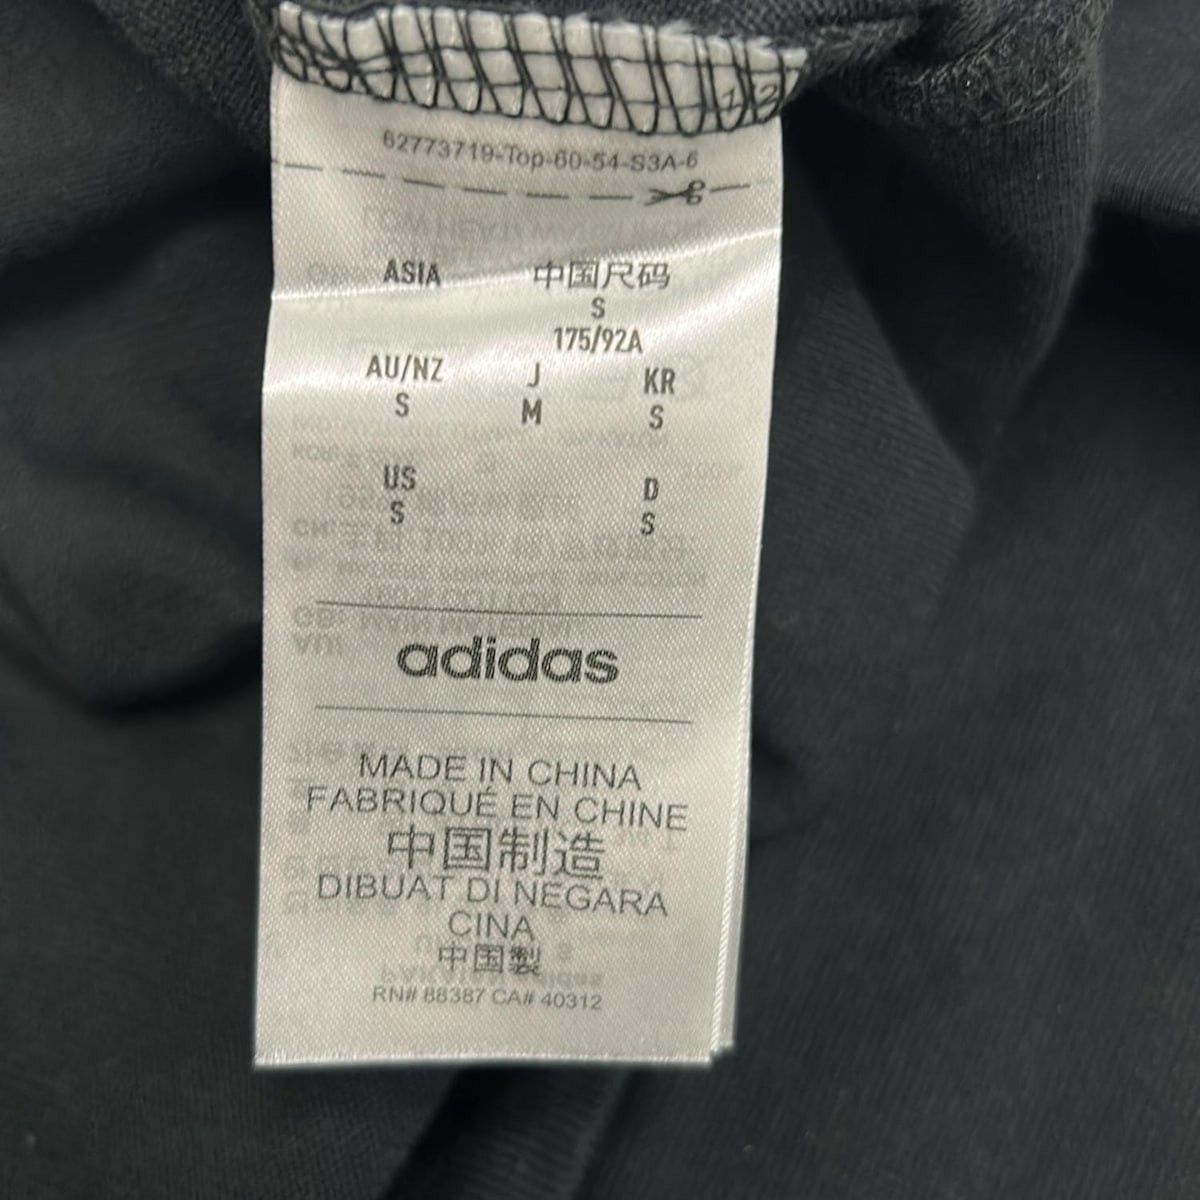 62773719-Top-60-54-S3A-6
ASIA 中国尺码
S
175/92A
AU/NZ J KR
S M S
US D
S S
adidas
MADE IN CHINA
FABRIQUÉ EN CHINE
中国制造
DIBUAT DI NEGARA
CINA
中国製
RN# 88387 CA# 40312